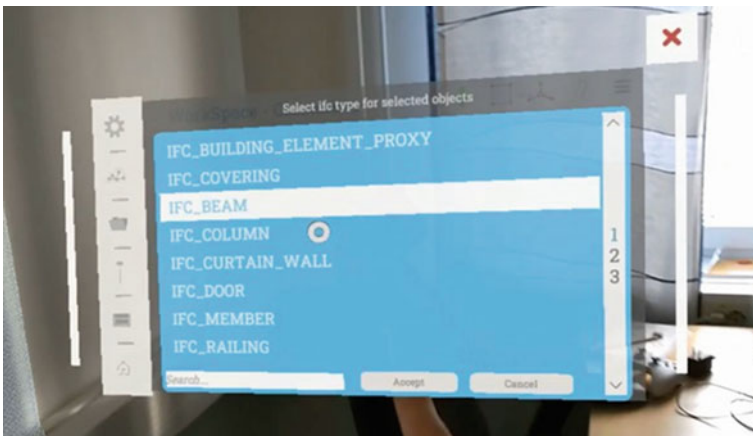 Select ifc type for selected objects
IFC_BUILDING_ELEMENT_PROXY
IFC_COVERING
IFC_BEAM
IFC_COLUMN
IFC_CURTAIN_WALL
IFC_DOOR
IFC_MEMBER
IFC_RAILING
1
2
3
Search...
Accept
Cancel